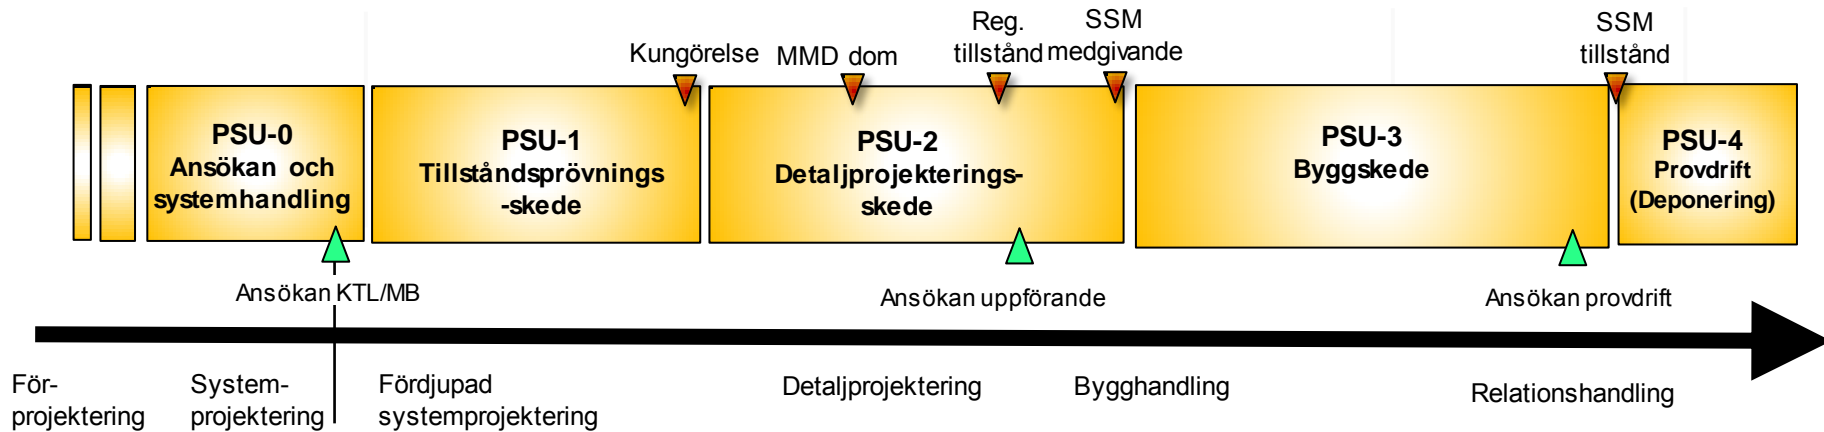 Kungörelse
MMD dom
Reg.
tillstånd
SSM
medgivande
SSM
tillstånd
PSU-0
Ansökan och
systemhandling
PSU-1
Tillståndsprövnings
-skede
PSU-2
Detaljprojekterings-
skede
PSU-3
Byggskede
PSU-4
Provdrift
(Deponering)
Ansökan KTL/MB
Ansökan uppförande
Ansökan provdrift
För-
projektering
System-
projektering
Fördjupad
systemprojektering
Detaljprojektering
Bygghandling
Relationshandling